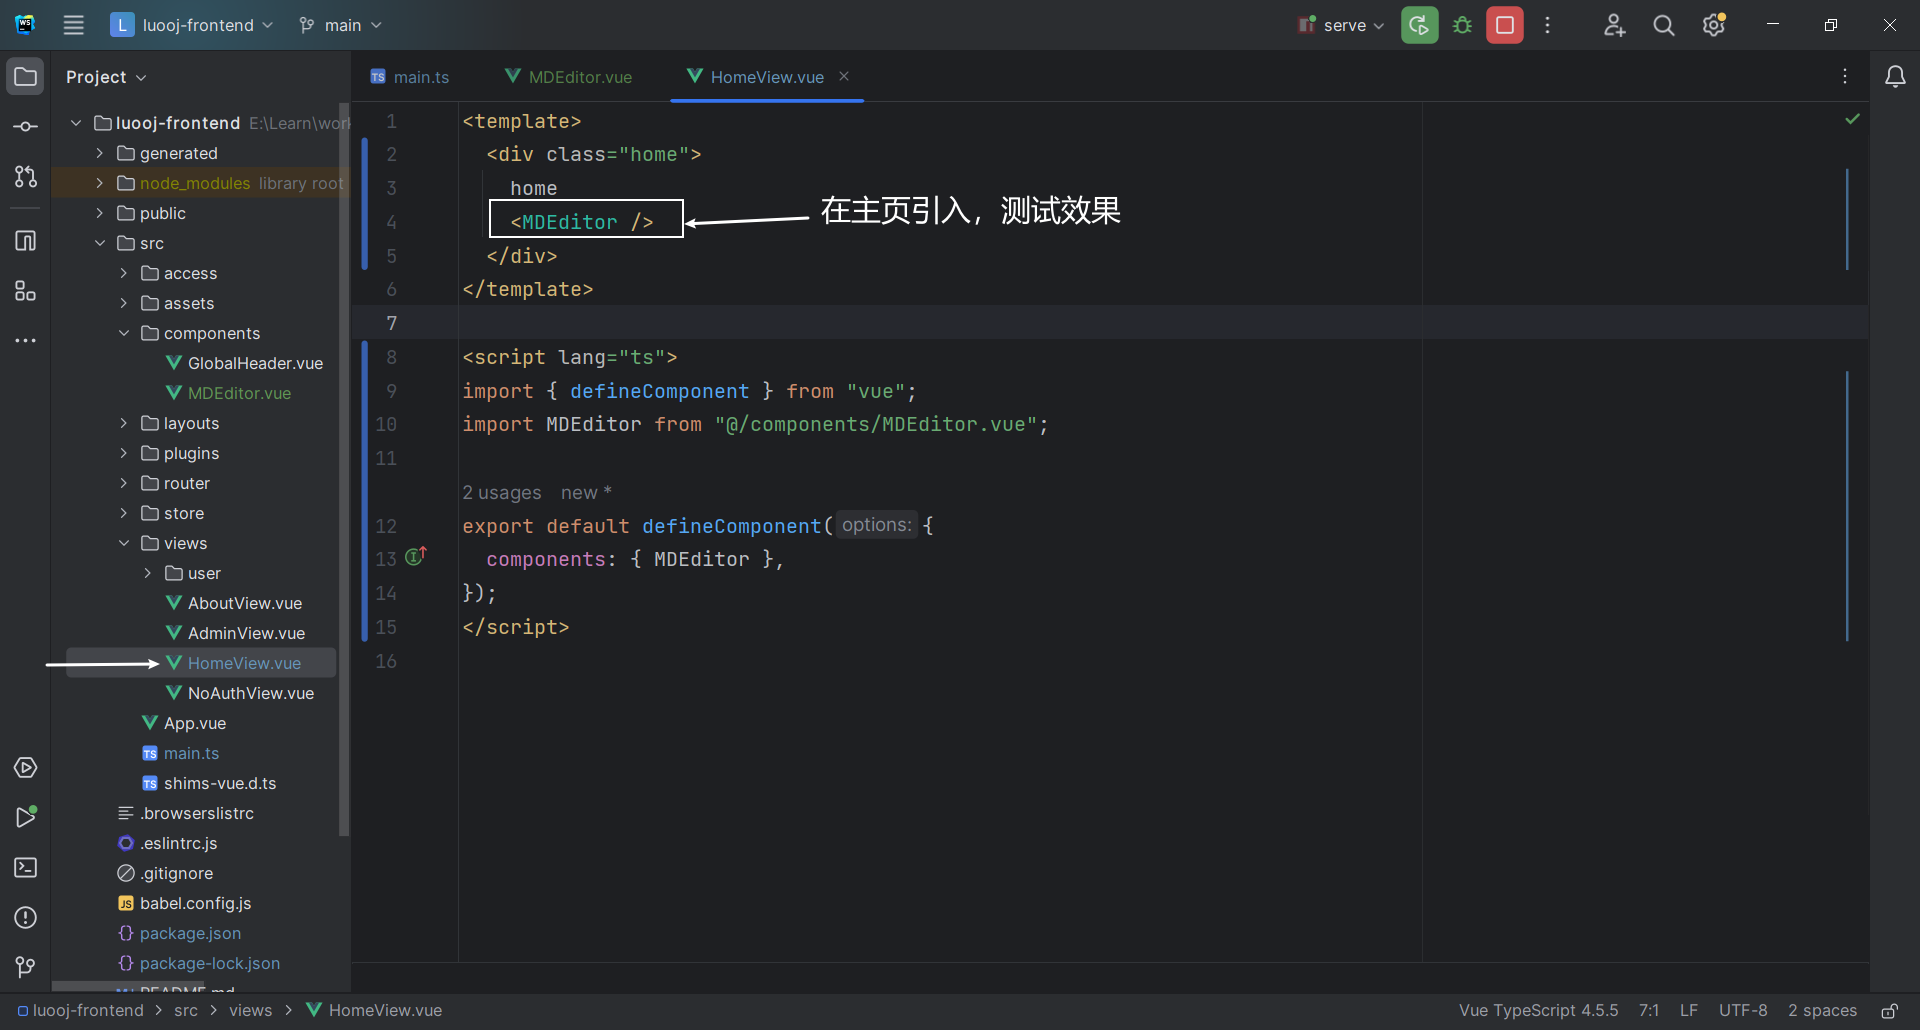 L luooj-frontend main serve
Project
main.ts MDEditor.vue HomeView.vue
luooj-frontend E:\Learn\work
generated
node_modules library root
public
src
access
assets
components
GlobalHeader.vue
MDEditor.vue
layouts
plugins
router
store
views
user
AboutView.vue
AdminView.vue
HomeView.vue
NoAuthView.vue
App.vue
TS main.ts
TS shims-vue.d.ts
.browserslistrc
.eslintrc.js
.gitignore
JS babel.config.js
{} package.json
{} package-lock.json
README.md
1 <template>
2 <div class="home">
3 home
4 <MDEditor />
在主页引入，测试效果
5 </div>
6 </template>
7
8 <script lang="ts">
9 import { defineComponent } from "vue";
10 import MDEditor from "@/components/MDEditor.vue";
11
2 usages new *
12 export default defineComponent( options: {
13 components: { MDEditor },
14 });
15 </script>
16
luooj-frontend > src > views > HomeView.vue
Vue TypeScript 4.5.5 7:1 LF UTF-8 2 spaces